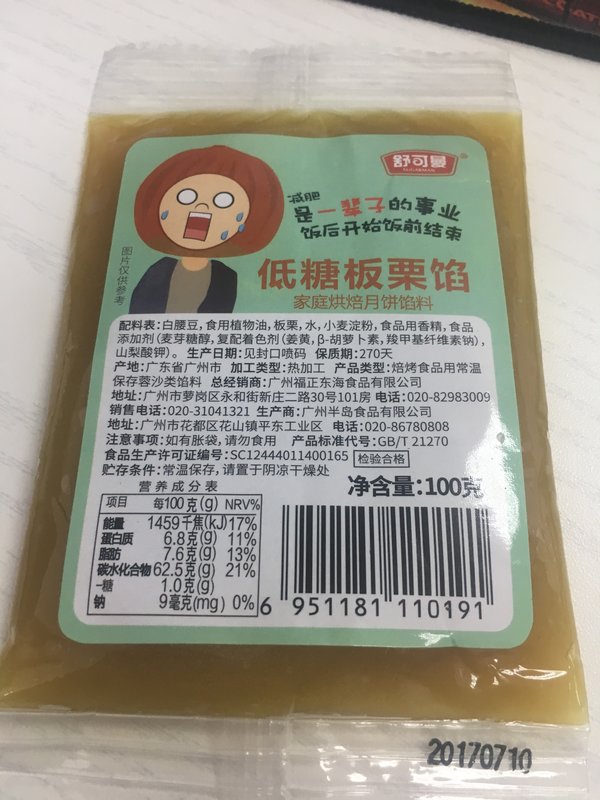 舒可曼®
SUGARMAN
减肥
是一毒七的事业
饭后开始饭前结束
低糖板栗馅
家庭烘焙月饼馅料
图片仅供参考
配料表:白腰豆,食用植物油,板栗,水,小麦淀粉,食品用香精,食品
添加剂(麦芽糖醇,复配着色剂(姜黄,β-胡萝卜素,羧甲基纤维素钠),
山梨酸钾)。 生产日期:见封口喷码 保质期:270天
产地:广东省广州市 加工类型:热加工 产品类型:焙烤食品用常温
保存蓉沙类馅料 总经销商:广州福正东海食品有限公司
地址:广州市萝岗区永和街新庄二路30号101房 电话:020-82983009
销售电话:020-31041321 生产商:广州半岛食品有限公司
地址:广州市花都区花山镇平东工业区 电话:020-86780808
注意事项:如有胀袋,请勿食用 产品标准代号:GB/T 21270
食品生产许可证编号:SC12444011400165 检验合格
贮存条件:常温保存,请置于阴凉干燥处
营养成分表
净含量:100克
项目 每100克(g) NRV%
能量 1459千焦(kJ) 17%
蛋白质 6.8克(g) 11%
脂肪 7.6克(g) 13%
碳水化合物 62.5克(g) 21%
-糖 1.0克(g)
钠 9毫克(mg) 0%
6 951181 110191
20170710